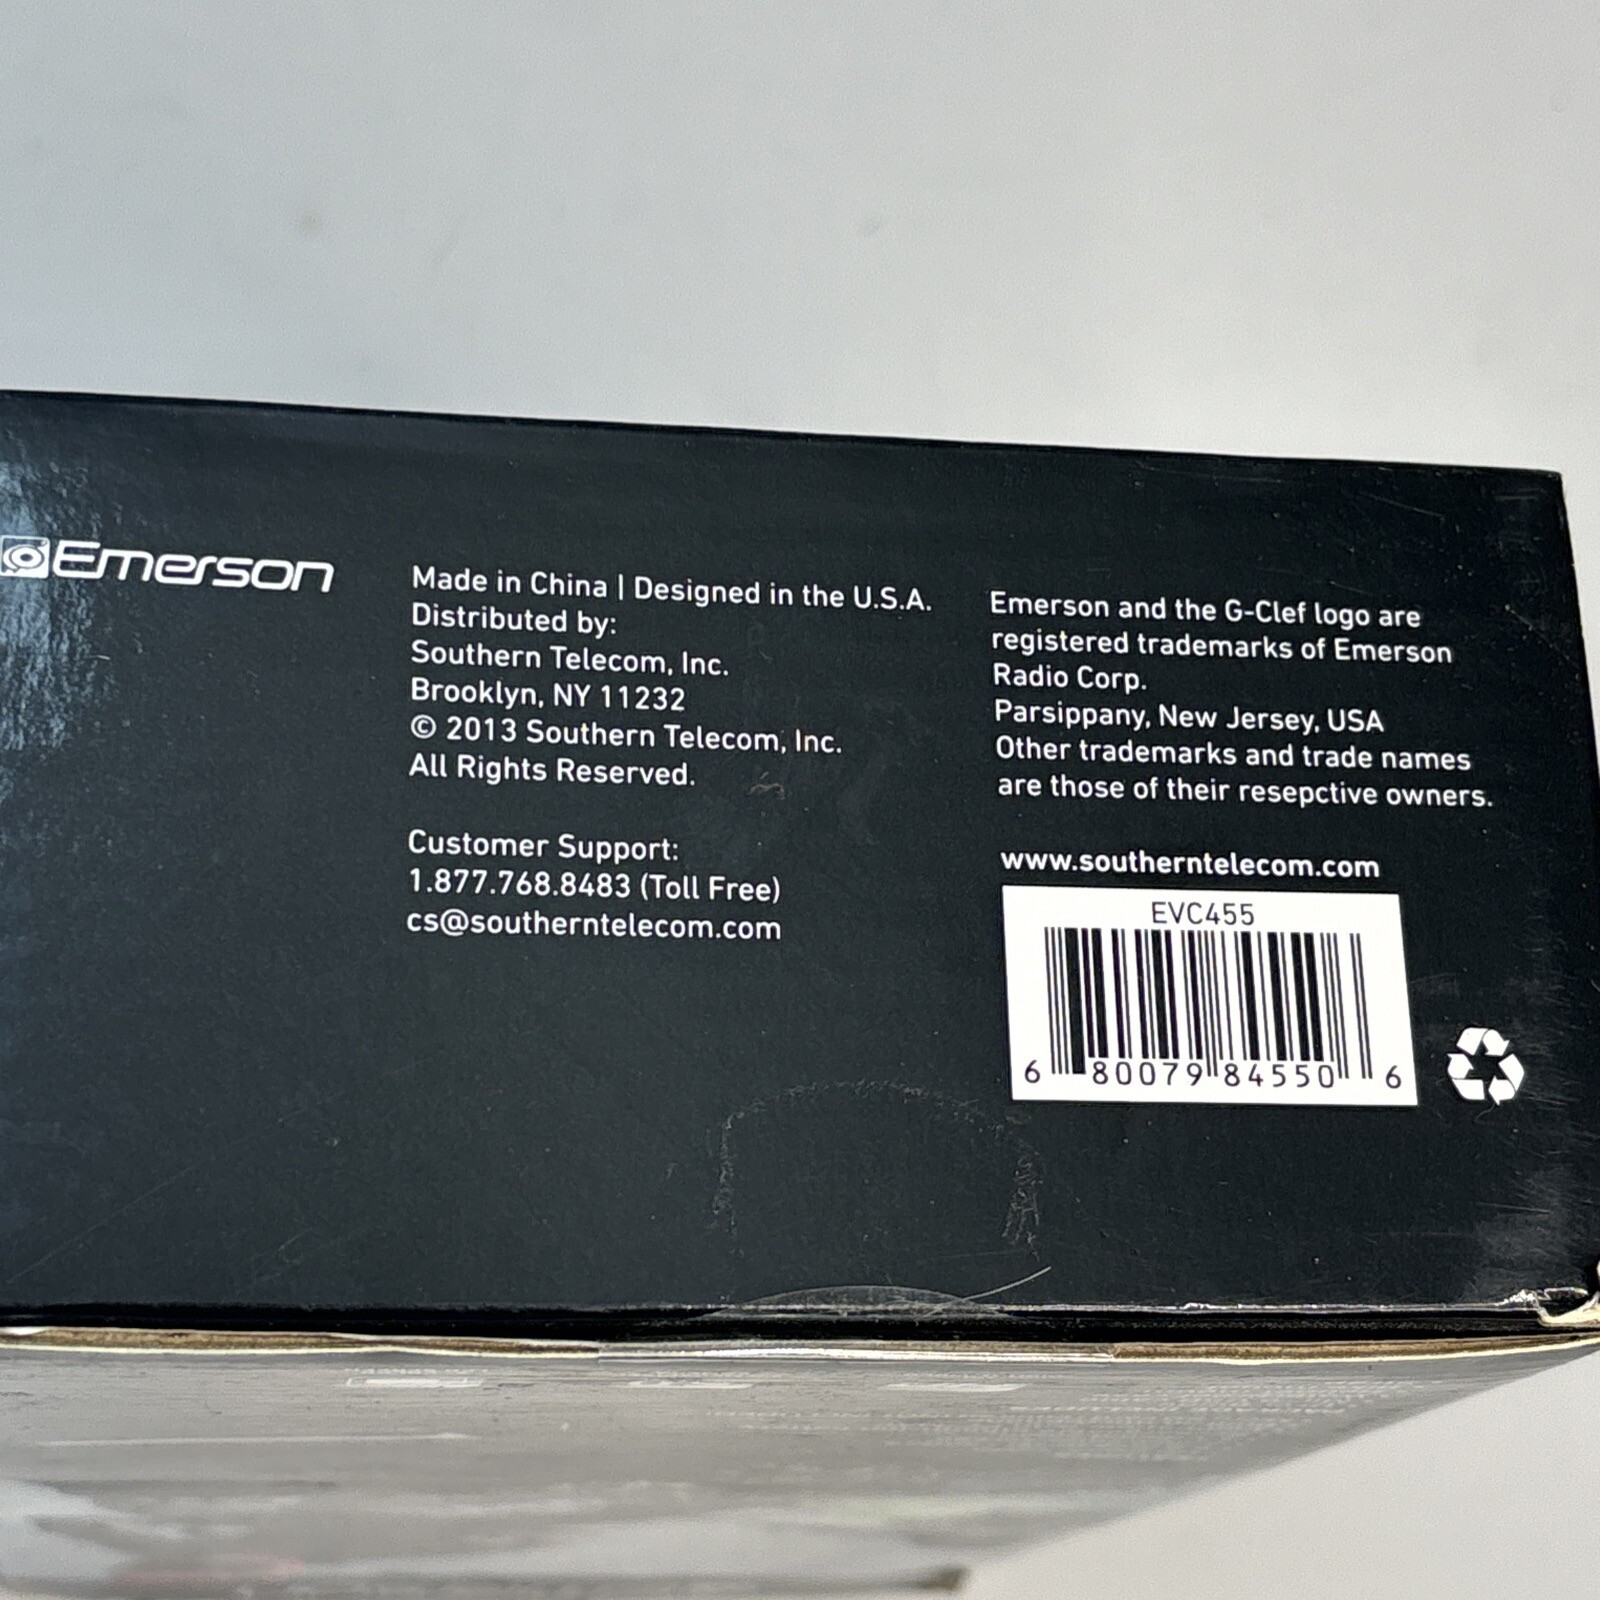 Emerson
Made in China | Designed in the U.S.A.
Distributed by:
Southern Telecom, Inc.
Brooklyn, NY 11232
© 2013 Southern Telecom, Inc.
All Rights Reserved.
Customer Support:
1.877.768.8483 (Toll Free)
cs@southerntelecom.com
Emerson and the G-Clef logo are
registered trademarks of Emerson
Radio Corp.
Parsippany, New Jersey, USA
Other trademarks and trade names
are those of their resepctive owners.
www.southerntelecom.com
EVC455
6 80079 84550 6